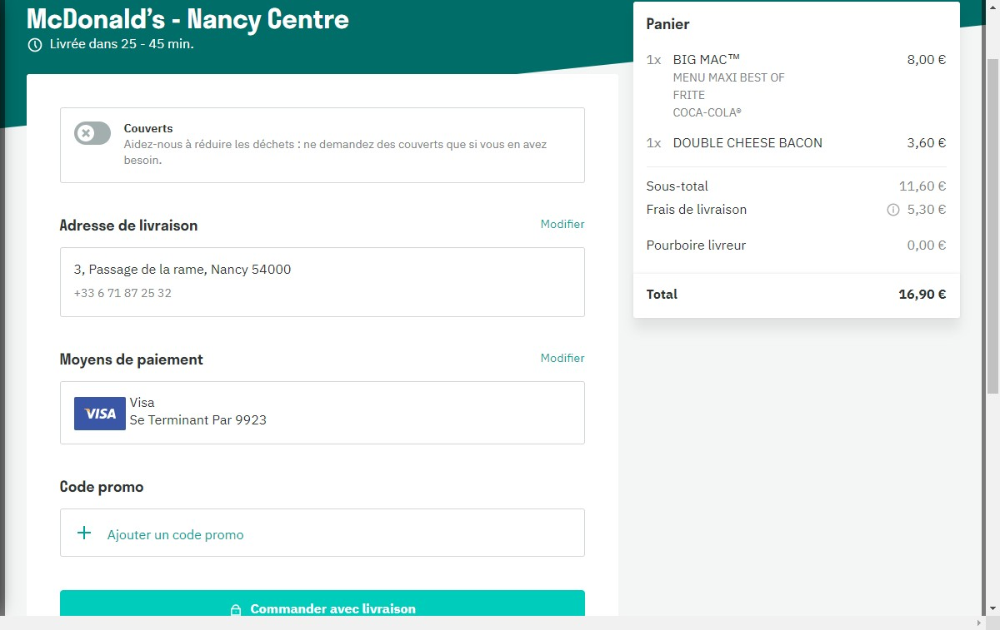 McDonald's - Nancy Centre
Livrée dans 25 - 45 min.
Couverts
Aidez-nous à réduire les déchets : ne demandez des couverts que si vous en avez
besoin.
Adresse de livraison
Modifier
3, Passage de la rame, Nancy 54000
+33 6 71 87 25 32
Moyens de paiement
Modifier
VISA
Visa
Se Terminant Par 9923
Code promo
Ajouter un code promo
Commander avec livraison
Panier
1x BIG MAC™ 8,00 €
MENU MAXI BEST OF
FRITE
COCA-COLA®
1x DOUBLE CHEESE BACON 3,60 €
Sous-total 11,60 €
Frais de livraison 5,30 €
Pourboire livreur 0,00 €
Total 16,90 €